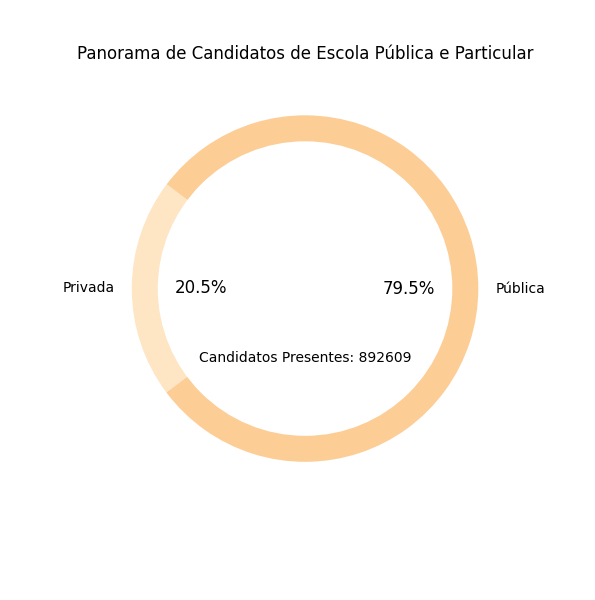 Panorama de Candidatos de Escola Pública e Particular
Privada
20.5%
79.5%
Pública
Candidatos Presentes: 892609